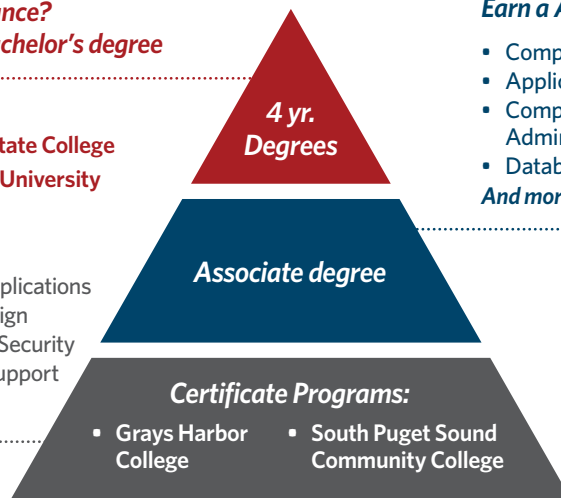 chelor's degree
tate College
University
plications
ign
Security
upport
4 yr.
Degrees
Associate degree
Certificate Programs:
• Grays Harbor
College
• South Puget Sound
Community College
Earn a A
• Comp
• Applic
• Comp
Admin
• Datab
And mor